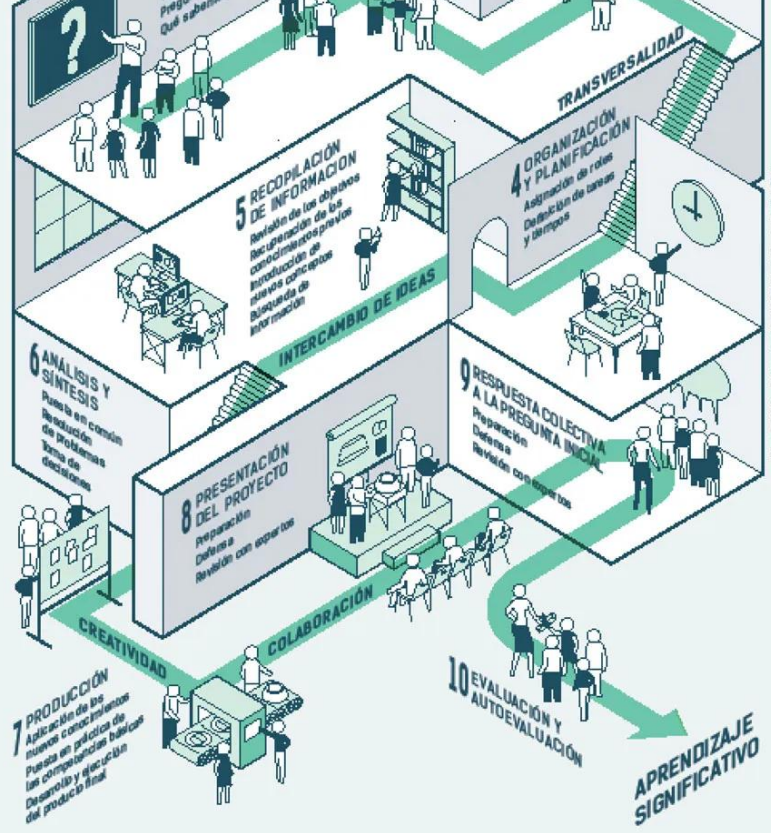 ?
Qué
TRANSVERSALIDAD
4 ORGANIZACIÓN
Y PLANIFICACIÓN
Asignación de roles
Definición de tareas
y tiempos
5 RECOPILACIÓN
DE INFORMACIÓN
Revisión de los objetivos
Recuperación de los
conocimientos previos
Introducción de
nuevos conceptos
Búsqueda de
información
INTERCAMBIO DE IDEAS
6 ANÁLISIS Y
SÍNTESIS
Puesta en común
Resolución
de problemas
Toma de
decisiones
9 RESPUESTA COLECTIVA
A LA PREGUNTA INICIAL
Preparación
Defensa
Revisión con expertos
8 PRESENTACIÓN
DEL PROYECTO
Preparación
Defensa
Revisión con expertos
CREATIVIDAD
COLABORACIÓN
7 PRODUCCIÓN
Aplicación de los
nuevos conocimientos
Puesta en práctica de
las competencias básicas
Desarrollo y ejecución
del producto final
10 EVALUACIÓN Y
AUTOEVALUACIÓN
APRENDIZAJE
SIGNIFICATIVO